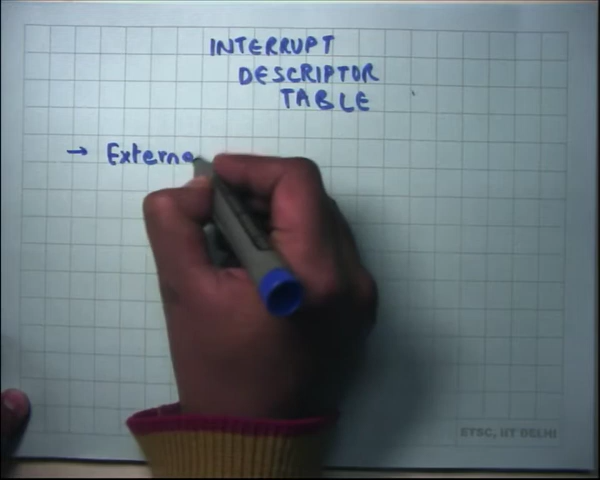 INTERRUPT
DESCRIPTOR
TABLE
→ Externa
ETSC, IIT DELHI